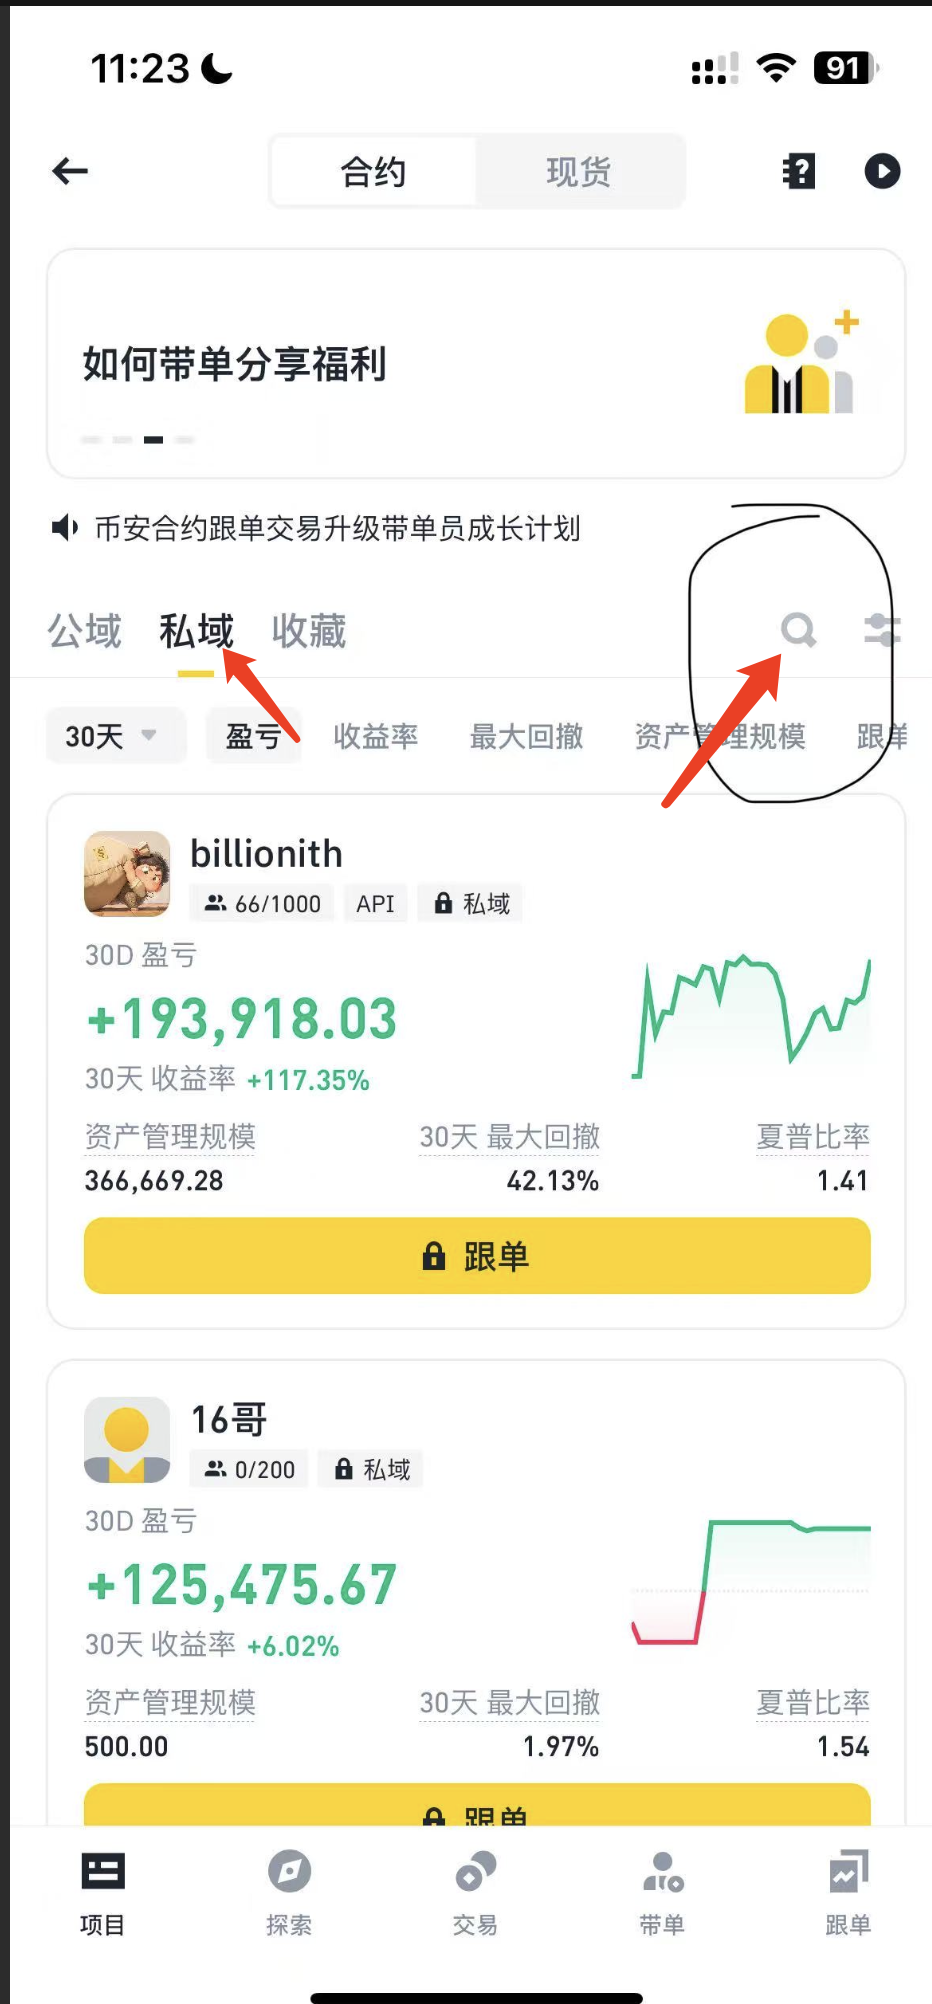 11:23
91
合约 现货
如何带单分享福利
币安合约跟单交易升级带单员成长计划
公域 私域 收藏
30天 盈亏 收益率 最大回撤 资产管理规模 跟单
billionith
66/1000 API 私域
30D 盈亏
+193,918.03
30天 收益率 +117.35%
资产管理规模 30天 最大回撤 夏普比率
366,669.28 42.13% 1.41
跟单
16哥
0/200 私域
30D 盈亏
+125,475.67
30天 收益率 +6.02%
资产管理规模 30天 最大回撤 夏普比率
500.00 1.97% 1.54
跟单
项目 探索 交易 带单 跟单